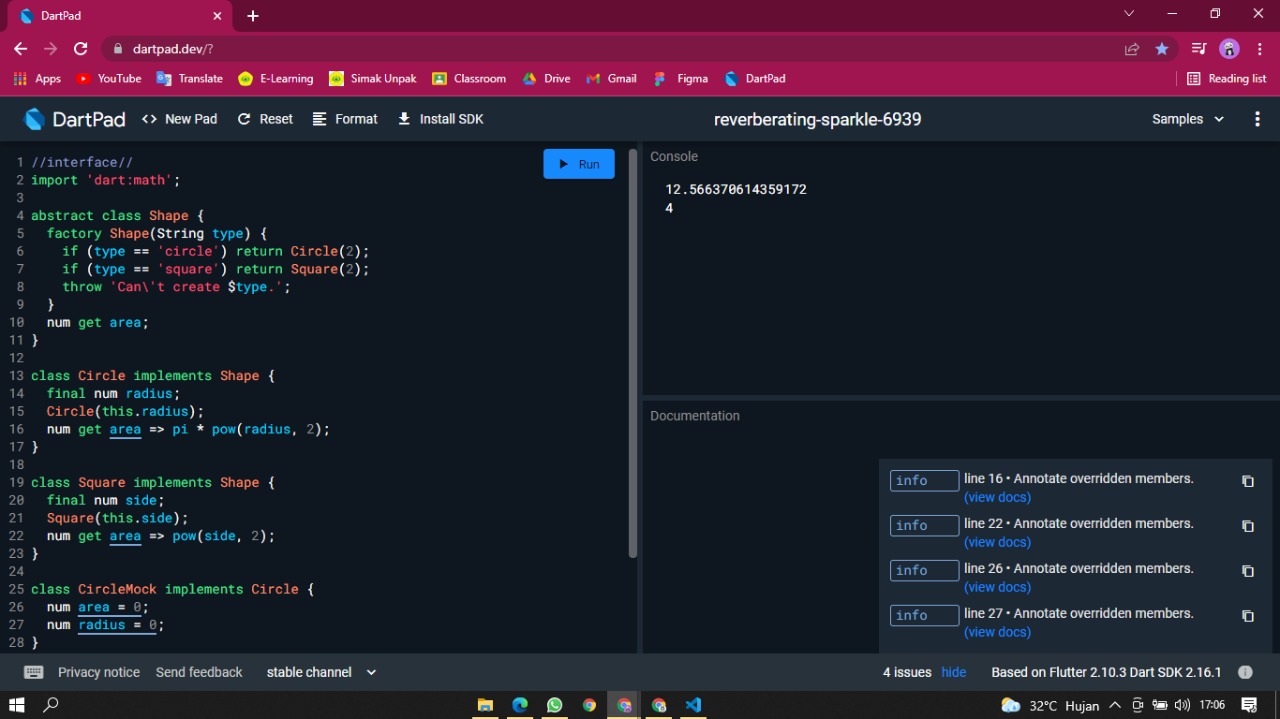 DartPad
dartpad.dev/?
Apps YouTube Translate E-Learning Simak Unpak Classroom Drive Gmail Figma DartPad Reading list
DartPad <> New Pad Reset Format Install SDK reverberating-sparkle-6939 Samples
1 //interface//
2 import 'dart:math';
3
4 abstract class Shape {
5   factory Shape(String type) {
6     if (type == 'circle') return Circle(2);
7     if (type == 'square') return Square(2);
8     throw 'Can\'t create $type.';
9   }
10   num get area;
11 }
12
13 class Circle implements Shape {
14   final num radius;
15   Circle(this.radius);
16   num get area => pi * pow(radius, 2);
17 }
18
19 class Square implements Shape {
20   final num side;
21   Square(this.side);
22   num get area => pow(side, 2);
23 }
24
25 class CircleMock implements Circle {
26   num area = 0;
27   num radius = 0;
28 }
Run
Console
12.566370614359172
4
Documentation
info line 16 • Annotate overridden members.
(view docs)
info line 22 • Annotate overridden members.
(view docs)
info line 26 • Annotate overridden members.
(view docs)
info line 27 • Annotate overridden members.
(view docs)
Privacy notice Send feedback stable channel 4 issues hide Based on Flutter 2.10.3 Dart SDK 2.16.1
32°C Hujan 17:06